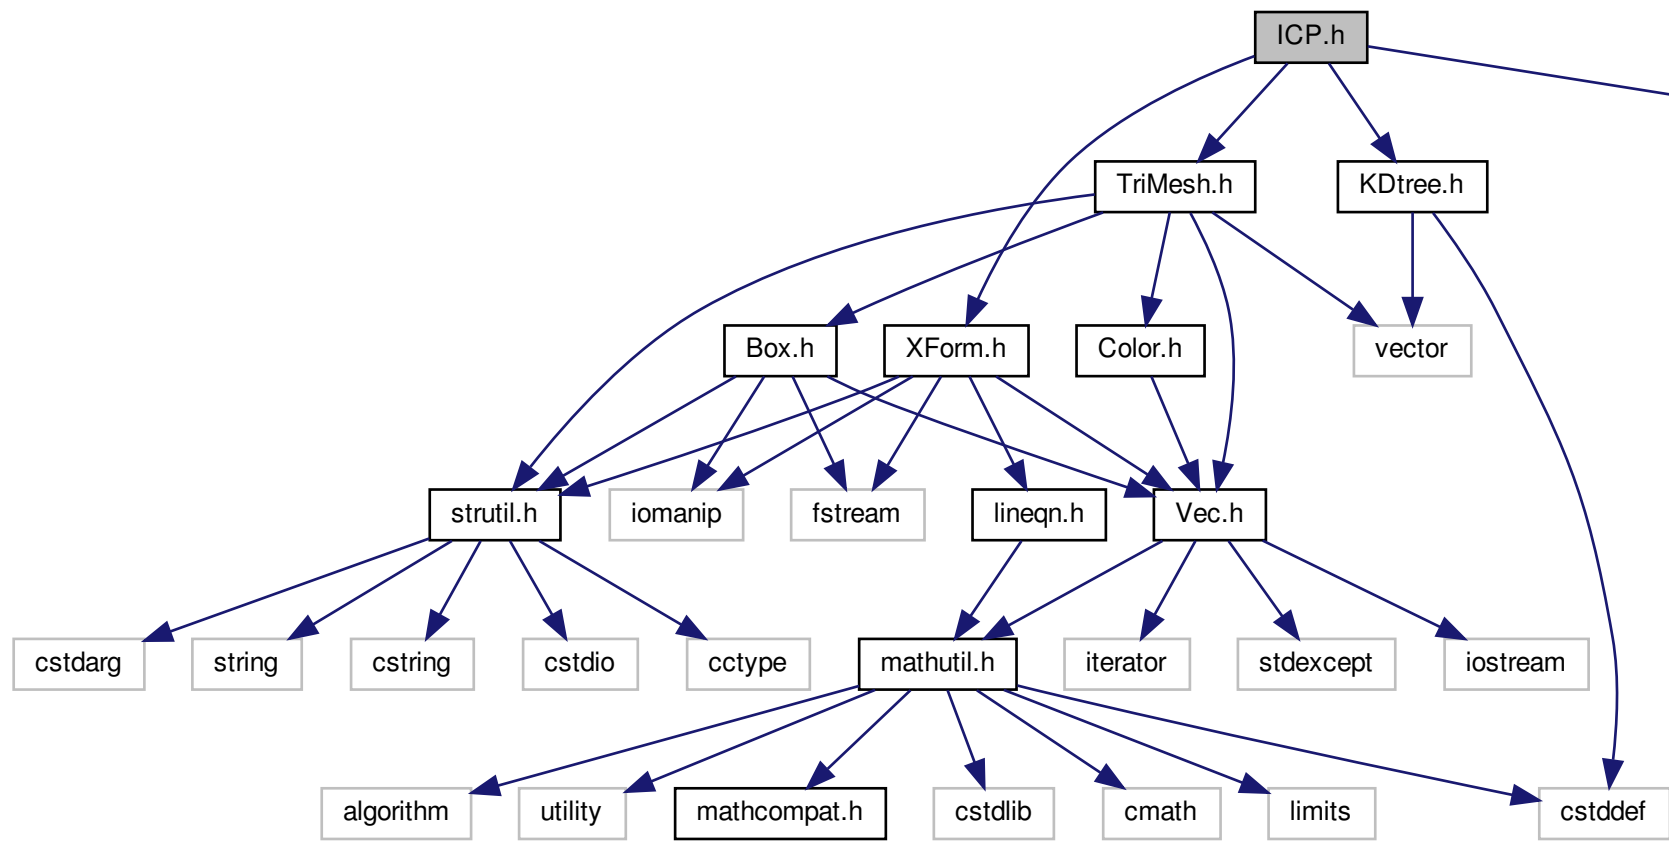 ICP.h
TriMesh.h
KDtree.h
Box.h
XForm.h
Color.h
vector
strutil.h
iomanip
fstream
lineqn.h
Vec.h
cstdarg
string
cstring
cstdio
cctype
mathutil.h
iterator
stdexcept
iostream
algorithm
utility
mathcompat.h
cstdlib
cmath
limits
cstddef